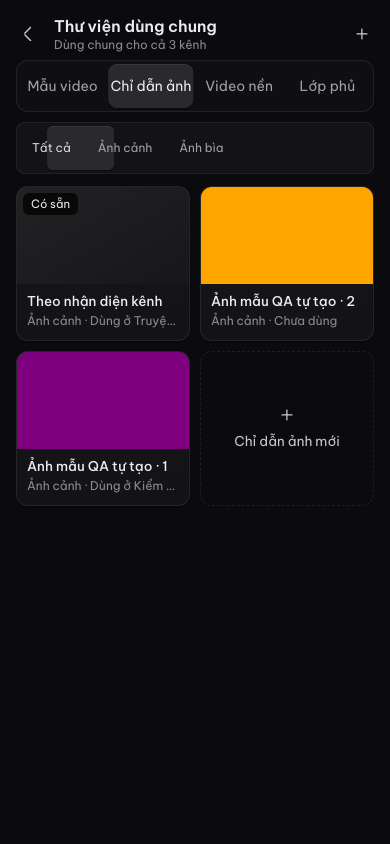 Thư viện dùng chung
Dùng chung cho cả 3 kênh
Mẫu video
Chỉ dẫn ảnh
Video nền
Lớp phủ
Tất cả
Ảnh cảnh
Ảnh bìa
Có sẵn
Theo nhận diện kênh
Ảnh cảnh · Dùng ở Truyệ...
Ảnh mẫu QA tự tạo · 2
Ảnh cảnh · Chưa dùng
Ảnh mẫu QA tự tạo · 1
Ảnh cảnh · Dùng ở Kiểm ...
Chỉ dẫn ảnh mới